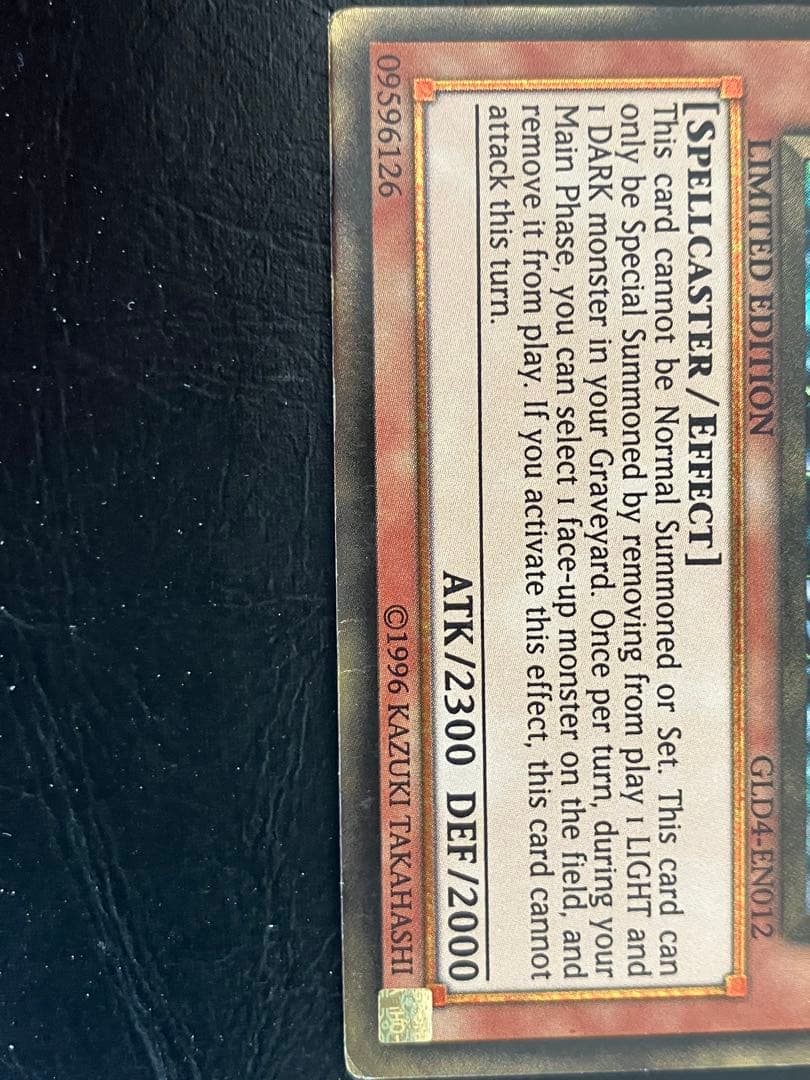 LIMITED EDITION GLD4-EN012
[SPELLCASTER / EFFECT]
This card cannot be Normal Summoned or Set. This card can
only be Special Summoned by removing from play 1 LIGHT and
1 DARK monster in your Graveyard. Once per turn, during your
Main Phase, you can select 1 face-up monster on the field, and
remove it from play. If you activate this effect, this card cannot
attack this turn.
ATK/2300 DEF/2000
09596126 ©1996 KAZUKI TAKAHASHI